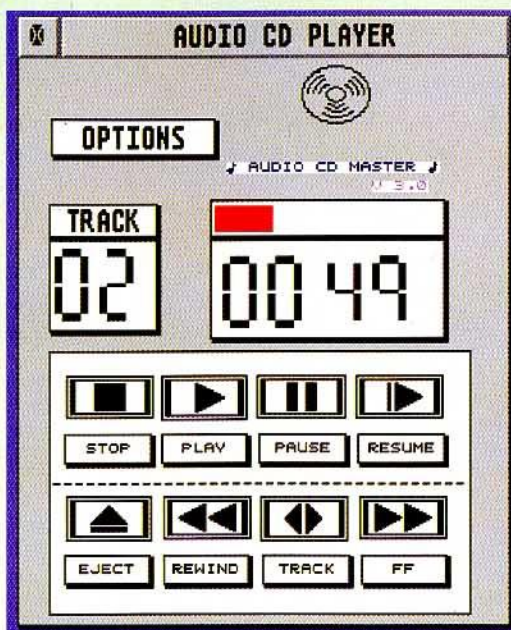 AUDIO CD PLAYER
OPTIONS
♪ AUDIO CD MASTER ♪
V 3.0
TRACK
02
00 49
STOP PLAY PAUSE RESUME
EJECT REWIND TRACK FF